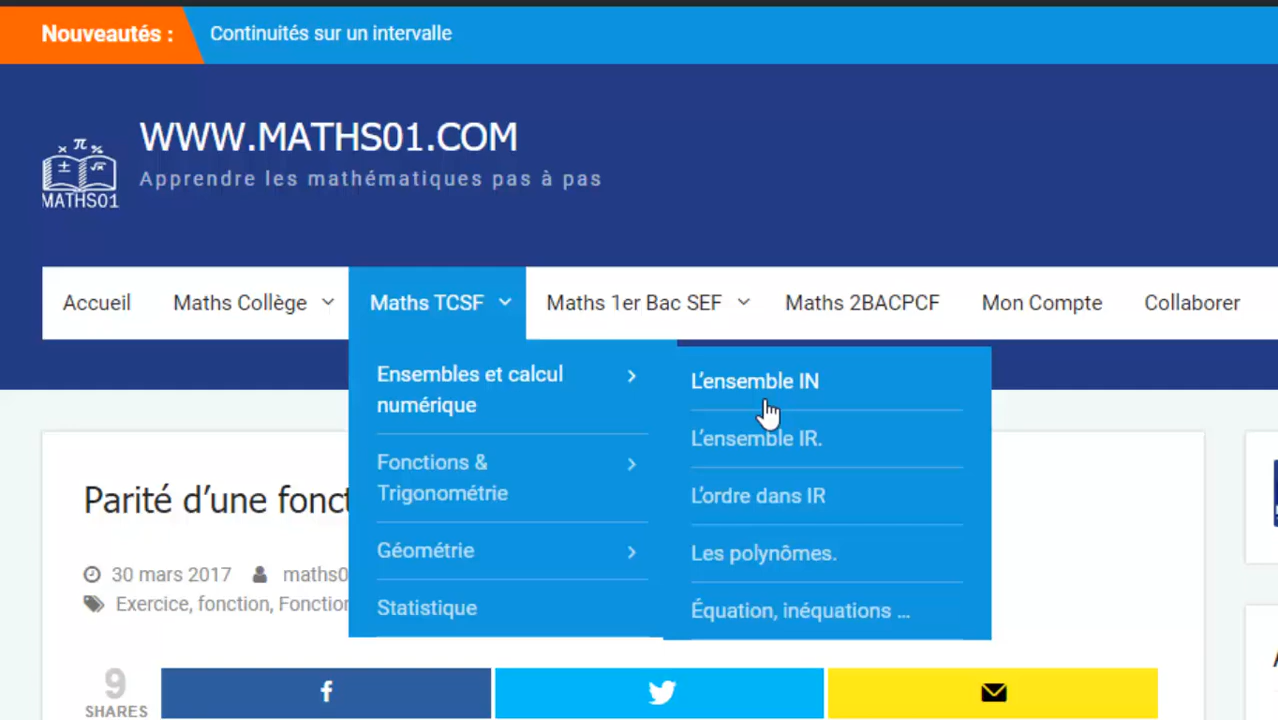 Nouveautés :
Continuités sur un intervalle
WWW.MATHS01.COM
Apprendre les mathématiques pas à pas
MATHS01
Accueil
Maths Collège
Maths TCSF
Maths 1er Bac SEF
Maths 2BACPCF
Mon Compte
Collaborer
Ensembles et calcul
numérique
Fonctions &
Trigonométrie
Géométrie
Statistique
L'ensemble IN
L'ensemble IR.
L'ordre dans IR
Les polynômes.
Équation, inéquations ...
Parité d'une fonct
30 mars 2017
maths0
Exercice, fonction, Fonction
9
SHARES